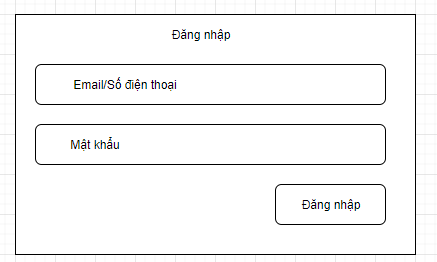 Đăng nhập
Email/Số điện thoại
Mật khẩu
Đăng nhập